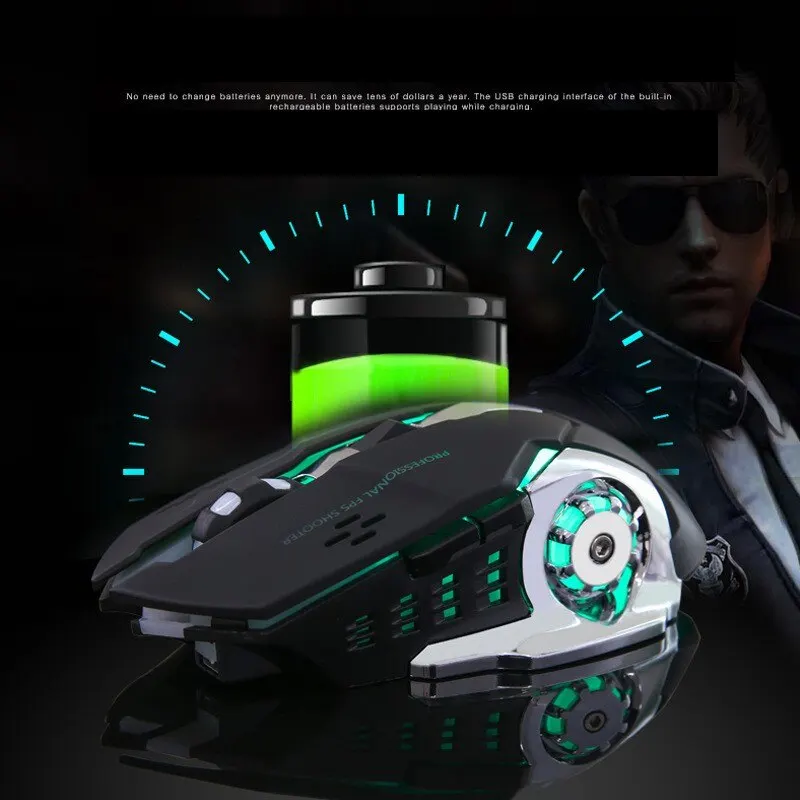 No need to change batteries anymore. It can save tens of dollars a year. The USB charging interface of the built-in
rechargeable batteries supports playing while charging.
PROFESSIONAL FPS SHOOTER